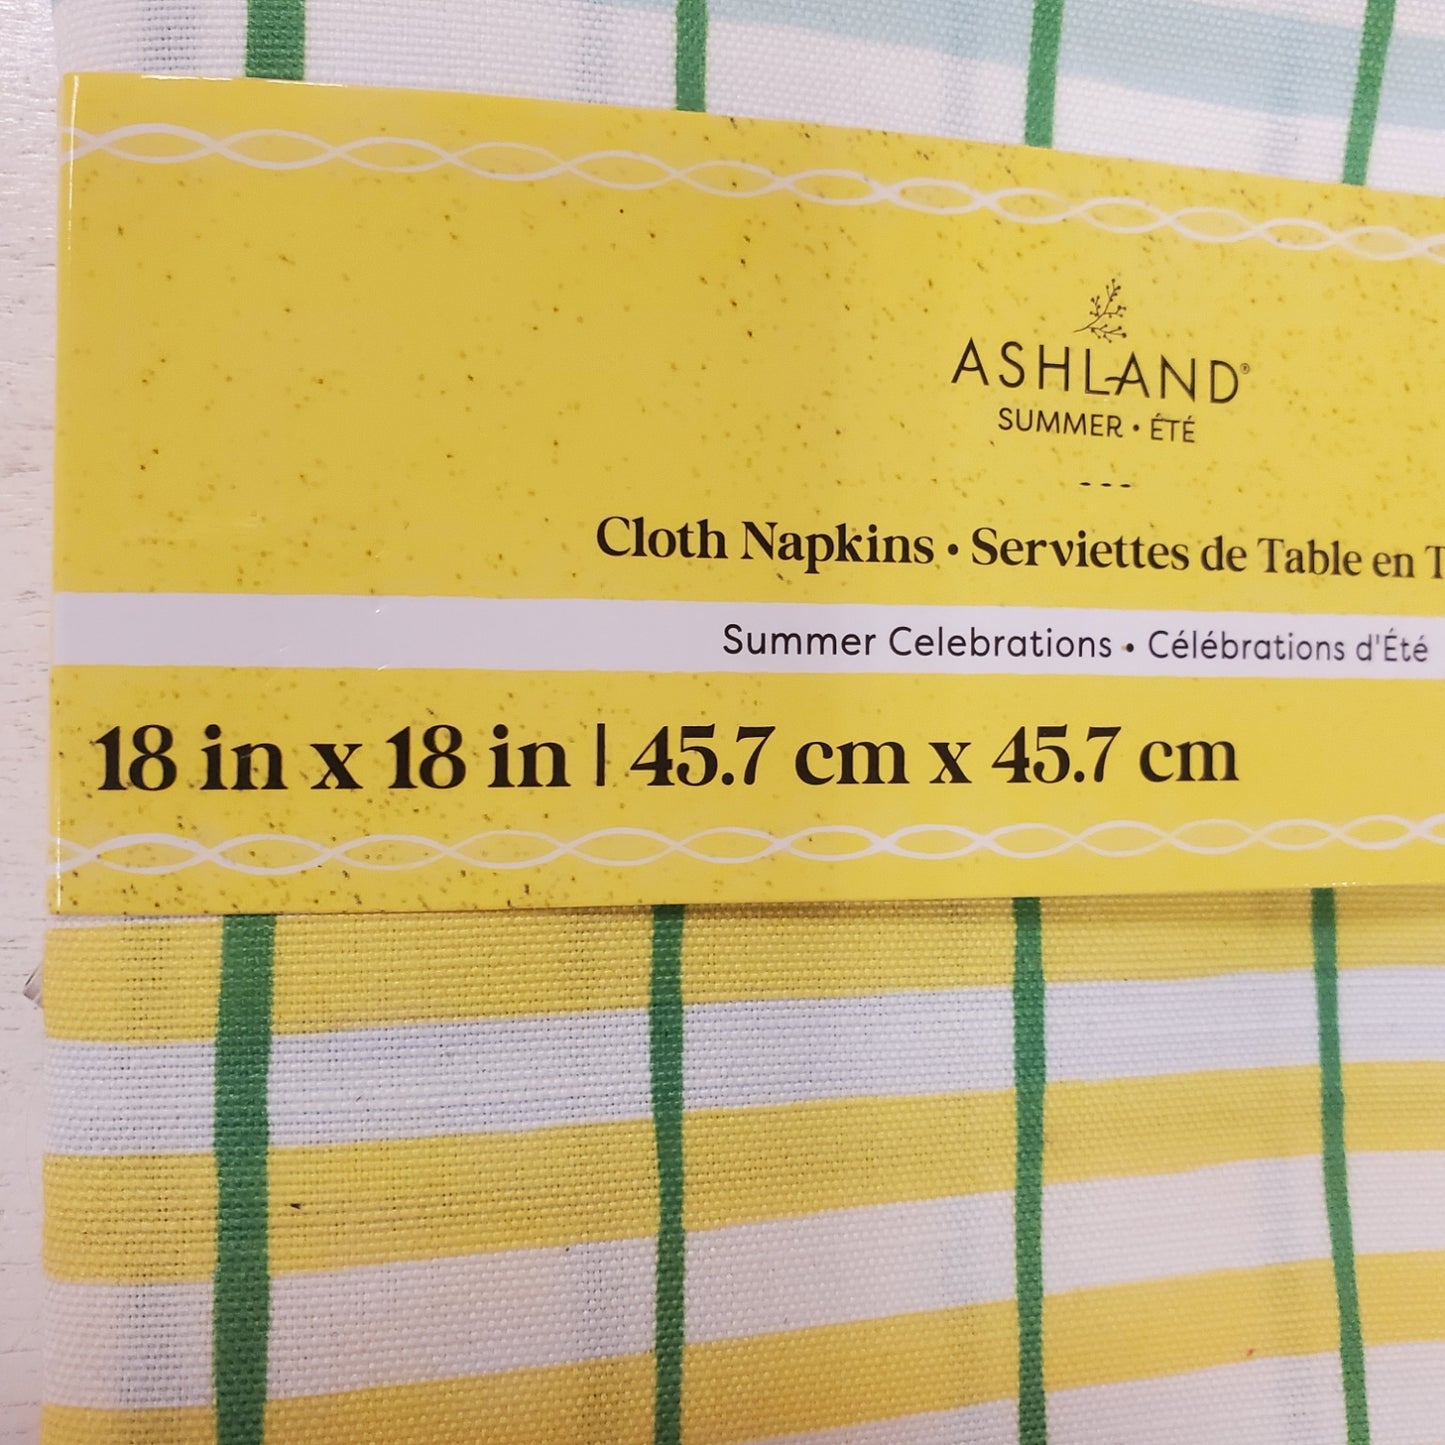 ASHLAND®
SUMMER • ÉTÉ
Cloth Napkins • Serviettes de Table en
Summer Celebrations • Célébrations d'Été
18 in x 18 in | 45.7 cm x 45.7 cm